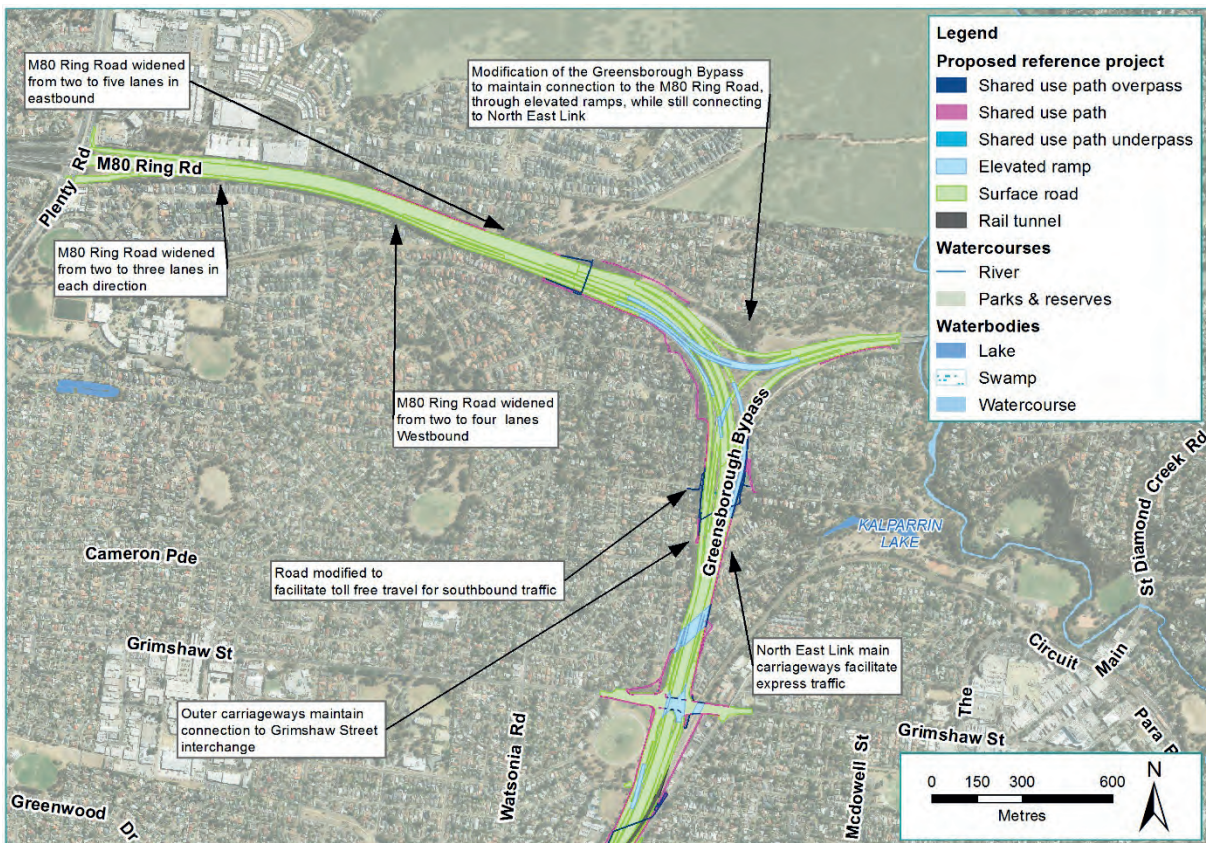 M80 Ring Road widened
from two to five lanes in
eastbound
Modification of the Greensborough Bypass
to maintain connection to the M80 Ring Road,
through elevated ramps, while still connecting
to North East Link
Legend
Proposed reference project
Shared use path overpass
Shared use path
Shared use path underpass
Elevated ramp
Surface road
Rail tunnel
Watercourses
River
Parks & reserves
Waterbodies
Lake
Swamp
Watercourse
Plenty Rd
M80 Ring Rd
M80 Ring Road widened
from two to three lanes in
each direction
M80 Ring Road widened
from two to four lanes
Westbound
Greensborough Bypass
KALPARRIN
LAKE
St Diamond Creek Rd
Cameron Pde
Road modified to
facilitate toll free travel for southbound traffic
Grimshaw St
North East Link main
carriageways facilitate
express traffic
Circuit
Main
The
Para
Outer carriageways maintain
connection to Grimshaw Street
interchange
Watsonia Rd
Grimshaw St
Mcdowell St
Greenwood Dr
0 150 300 600
Metres
N